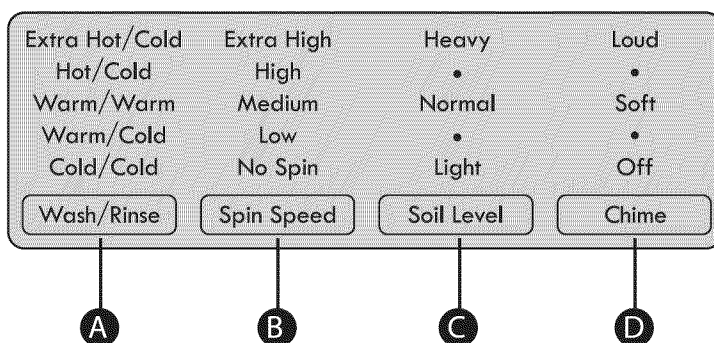 Extra Hot/Cold Extra High Heavy Loud
Hot/Cold High • •
Warm/Warm Medium Normal Soft
Warm/Cold Low • •
Cold/Cold No Spin Light Off
Wash/Rinse Spin Speed Soil Level Chime
A B C D